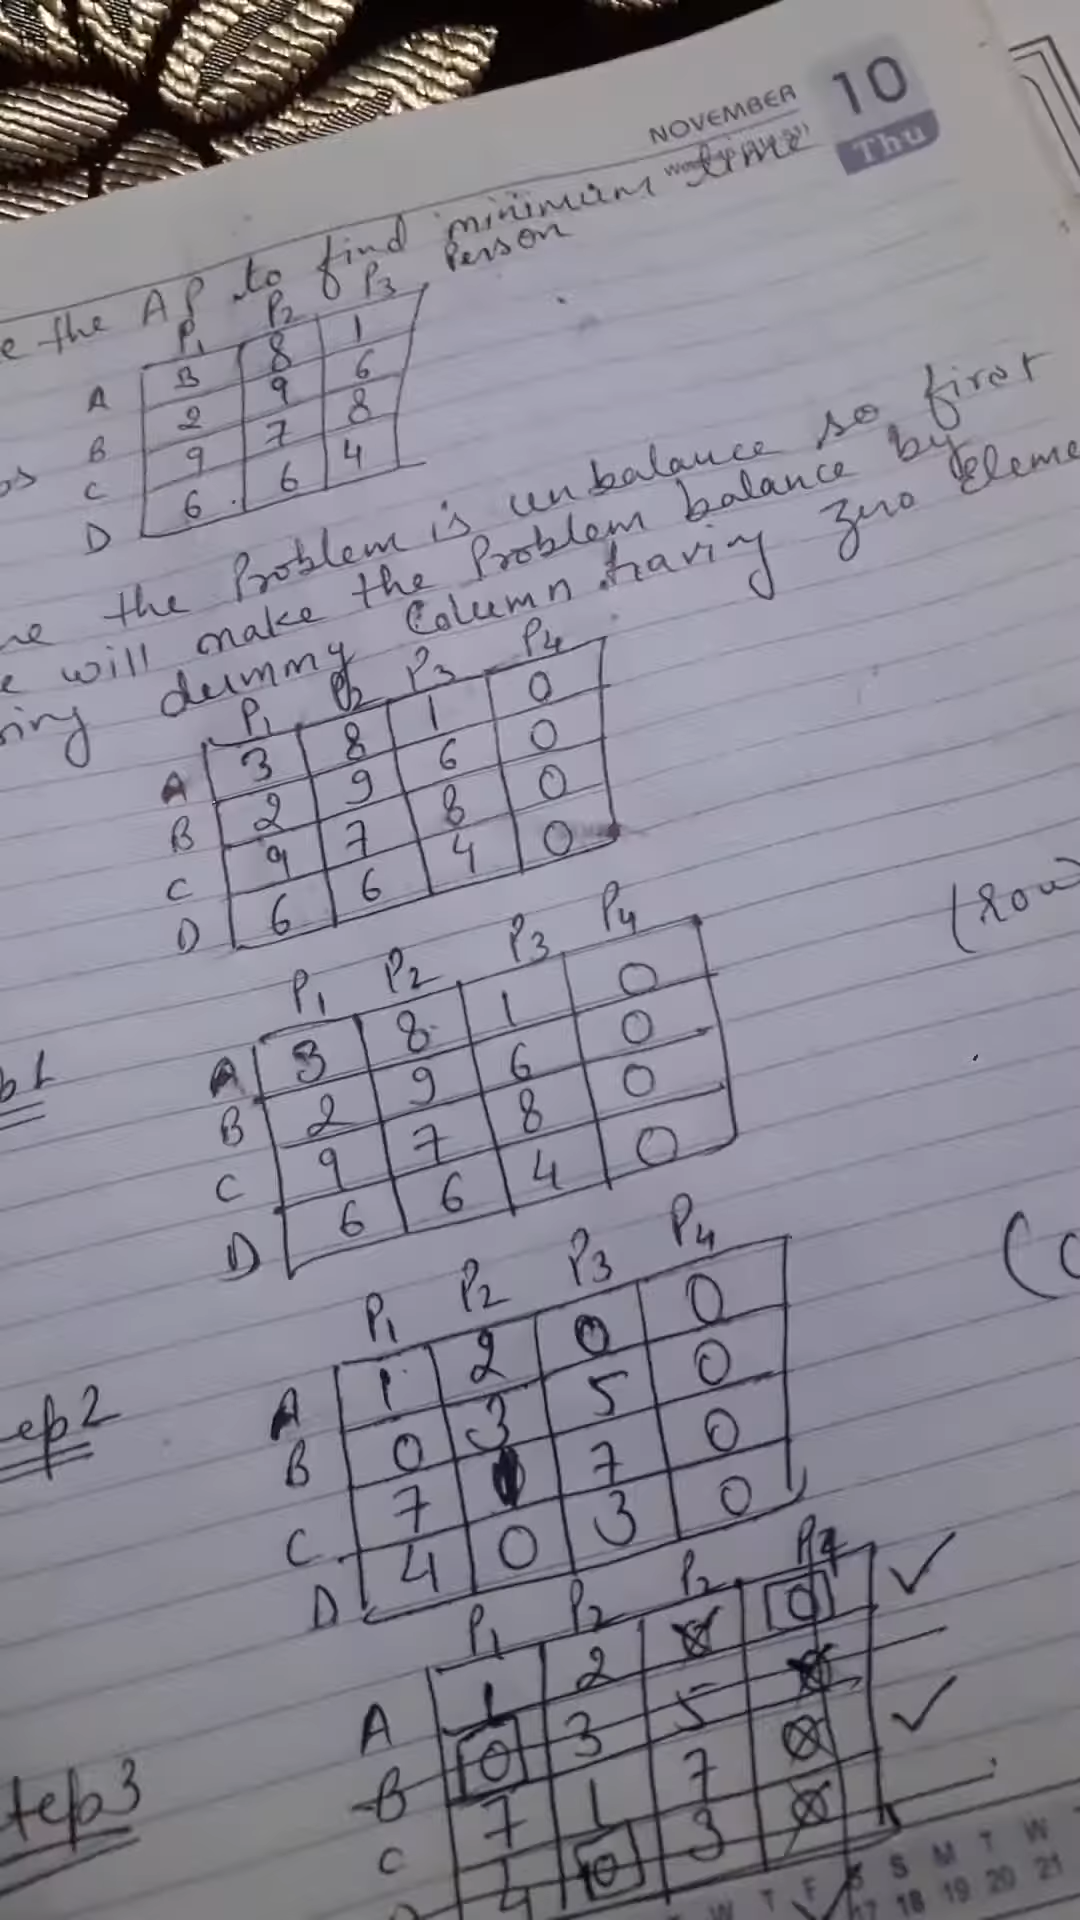 NOVEMBER 10
Thu
the AP to find minimum time
Person
P1 P2 P3
A 3 8 1
B 2 9 6
C 9 7 8
D 6 6 4
the Problem is unbalance so first
will make the Problem balance by
dummy Column having zero
P1 P2 P3 P4
A 3 8 1 0
B 2 9 6 0
C 9 7 8 0
D 6 6 4 0
(row
P1 P2 P3 P4
A 3 8 1 0
B 2 9 6 0
C 9 7 8 0
D 6 6 4 0
(C
ep2
P1 P2 P3 P4
A 1 2 0 0
B 0 3 5 0
C 7 7 0
D 4 0 3 0
tep3
P1 P2
A 1 2 0 0 ✓
B 0 3 5 0
C 7 1 7 0 ✓
4 0 3 0
W T F S S M T W
17 18 19 20 21